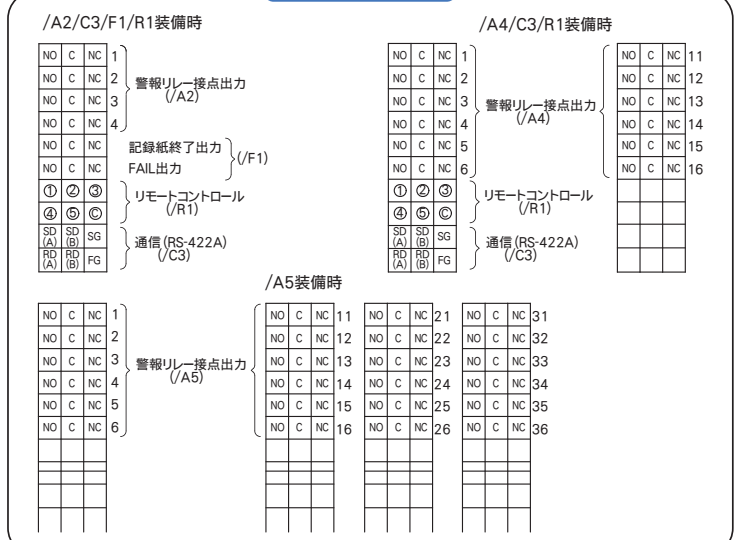 /A2/C3/F1/R1装備時
NO C NC 1
NO C NC 2
NO C NC 3
NO C NC 4
警報リレー接点出力
(/A2)
NO C NC 記録紙終了出力
NO C NC FAIL出力
(/F1)
① ② ③
④ ⑤ Ⓒ
リモートコントロール
(/R1)
SD(A) SD(B) SG
RD(A) RD(B) FG
通信(RS-422A)
(/C3)
/A4/C3/R1装備時
NO C NC 1
NO C NC 2
NO C NC 3
NO C NC 4
NO C NC 5
NO C NC 6
警報リレー接点出力
(/A4)
NO C NC 11
NO C NC 12
NO C NC 13
NO C NC 14
NO C NC 15
NO C NC 16
① ② ③
④ ⑤ Ⓒ
リモートコントロール
(/R1)
SD(A) SD(B) SG
RD(A) RD(B) FG
通信(RS-422A)
(/C3)
/A5装備時
NO C NC 1
NO C NC 2
NO C NC 3
NO C NC 4
NO C NC 5
NO C NC 6
警報リレー接点出力
(/A5)
NO C NC 11 NO C NC 21 NO C NC 31
NO C NC 12 NO C NC 22 NO C NC 32
NO C NC 13 NO C NC 23 NO C NC 33
NO C NC 14 NO C NC 24 NO C NC 34
NO C NC 15 NO C NC 25 NO C NC 35
NO C NC 16 NO C NC 26 NO C NC 36